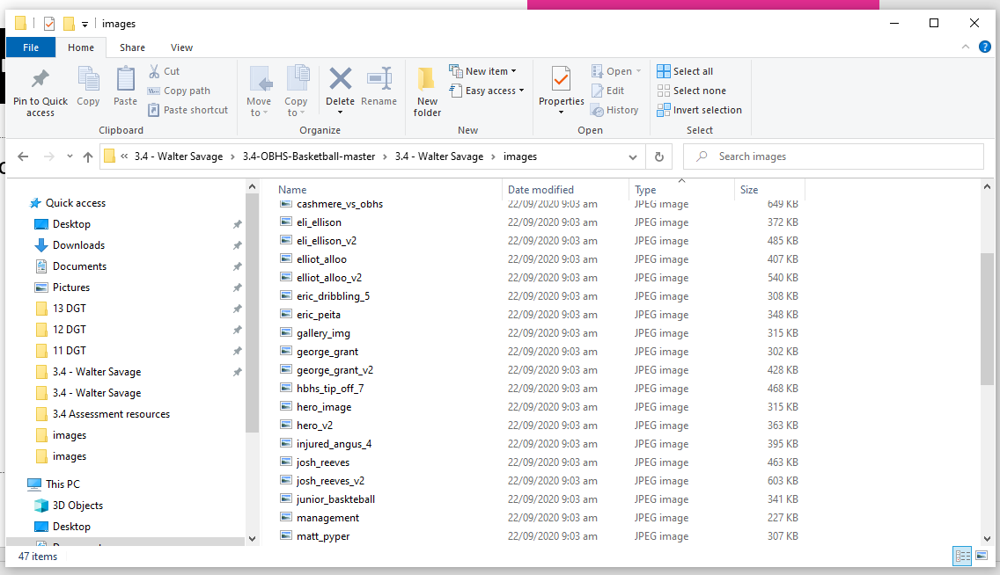 images
File Home Share View
Pin to Quick access
Copy
Paste
Cut
Copy path
Paste shortcut
Clipboard
Move to
Copy to
Delete
Rename
Organize
New folder
New item
Easy access
New
Properties
Open
Edit
History
Open
Select all
Select none
Invert selection
Select
« 3.4 - Walter Savage › 3.4-OBHS-Basketball-master › 3.4 - Walter Savage › images
Search images
Quick access
Desktop
Downloads
Documents
Pictures
13 DGT
12 DGT
11 DGT
3.4 - Walter Savage
3.4 - Walter Savage
3.4 Assessment resources
images
images
This PC
3D Objects
Desktop
Name Date modified Type Size
cashmere_vs_obhs 22/09/2020 9:03 am JPEG image 649 KB
eli_ellison 22/09/2020 9:03 am JPEG image 372 KB
eli_ellison_v2 22/09/2020 9:03 am JPEG image 485 KB
elliot_alloo 22/09/2020 9:03 am JPEG image 407 KB
elliot_alloo_v2 22/09/2020 9:03 am JPEG image 540 KB
eric_dribbling_5 22/09/2020 9:03 am JPEG image 308 KB
eric_peita 22/09/2020 9:03 am JPEG image 348 KB
gallery_img 22/09/2020 9:03 am JPEG image 315 KB
george_grant 22/09/2020 9:03 am JPEG image 302 KB
george_grant_v2 22/09/2020 9:03 am JPEG image 428 KB
hbhs_tip_off_7 22/09/2020 9:03 am JPEG image 468 KB
hero_image 22/09/2020 9:03 am JPEG image 315 KB
hero_v2 22/09/2020 9:03 am JPEG image 363 KB
injured_angus_4 22/09/2020 9:03 am JPEG image 395 KB
josh_reeves 22/09/2020 9:03 am JPEG image 463 KB
josh_reeves_v2 22/09/2020 9:03 am JPEG image 603 KB
junior_baskteball 22/09/2020 9:03 am JPEG image 341 KB
management 22/09/2020 9:03 am JPEG image 227 KB
matt_pyper 22/09/2020 9:03 am JPEG image 307 KB
47 items